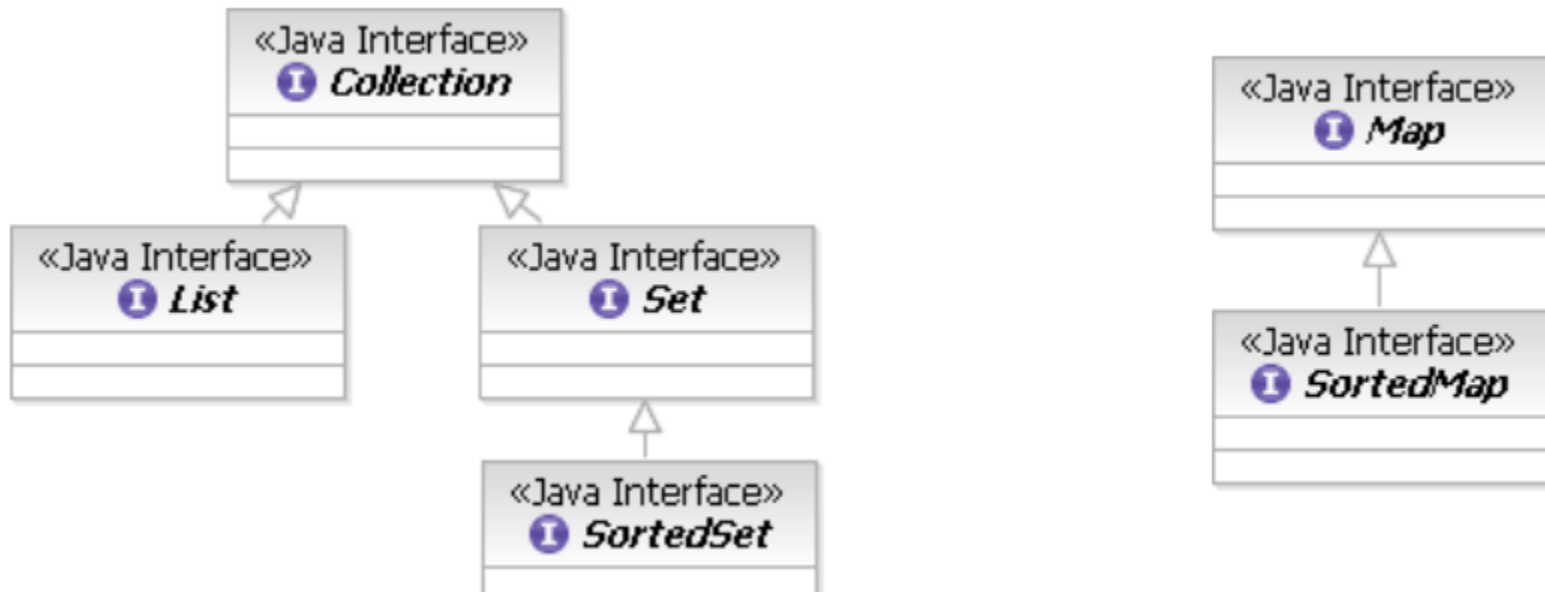 «Java Interface»
I Collection
«Java Interface»
I List
«Java Interface»
I Set
«Java Interface»
I SortedSet
«Java Interface»
I Map
«Java Interface»
I SortedMap